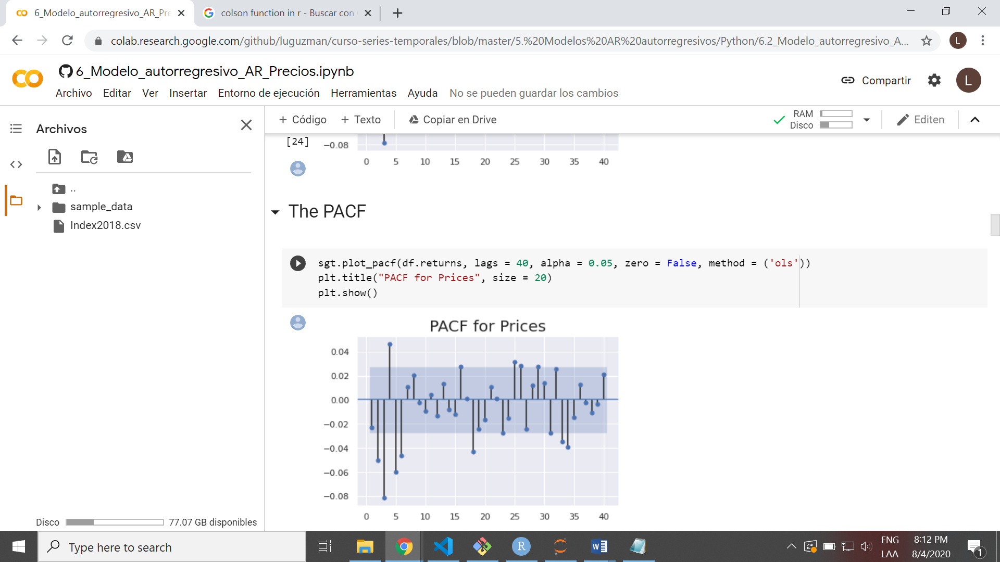 6_Modelo_autorregresivo_AR_Pre
colson function in r - Buscar con
colab.research.google.com/github/luguzman/curso-series-temporales/blob/master/5.%20Modelos%20AR%20autorregresivos/Python/6.2_Modelo_autorregresivo_A...
L
6_Modelo_autorregresivo_AR_Precios.ipynb
Archivo Editar Ver Insertar Entorno de ejecución Herramientas Ayuda No se pueden guardar los cambios
Compartir
L
Archivos
+ Código + Texto Copiar en Drive
RAM
Disco
Editen
..
sample_data
Index2018.csv
Disco 77.07 GB disponibles
[24]
−0.08
0 5 10 15 20 25 30 35 40
The PACF
sgt.plot_pacf(df.returns, lags = 40, alpha = 0.05, zero = False, method = ('ols'))
plt.title("PACF for Prices", size = 20)
plt.show()
PACF for Prices
0.04
0.02
0.00
−0.02
−0.04
−0.06
−0.08
0 5 10 15 20 25 30 35 40
Type here to search
R
ENG
LAA
8:12 PM
8/4/2020
1